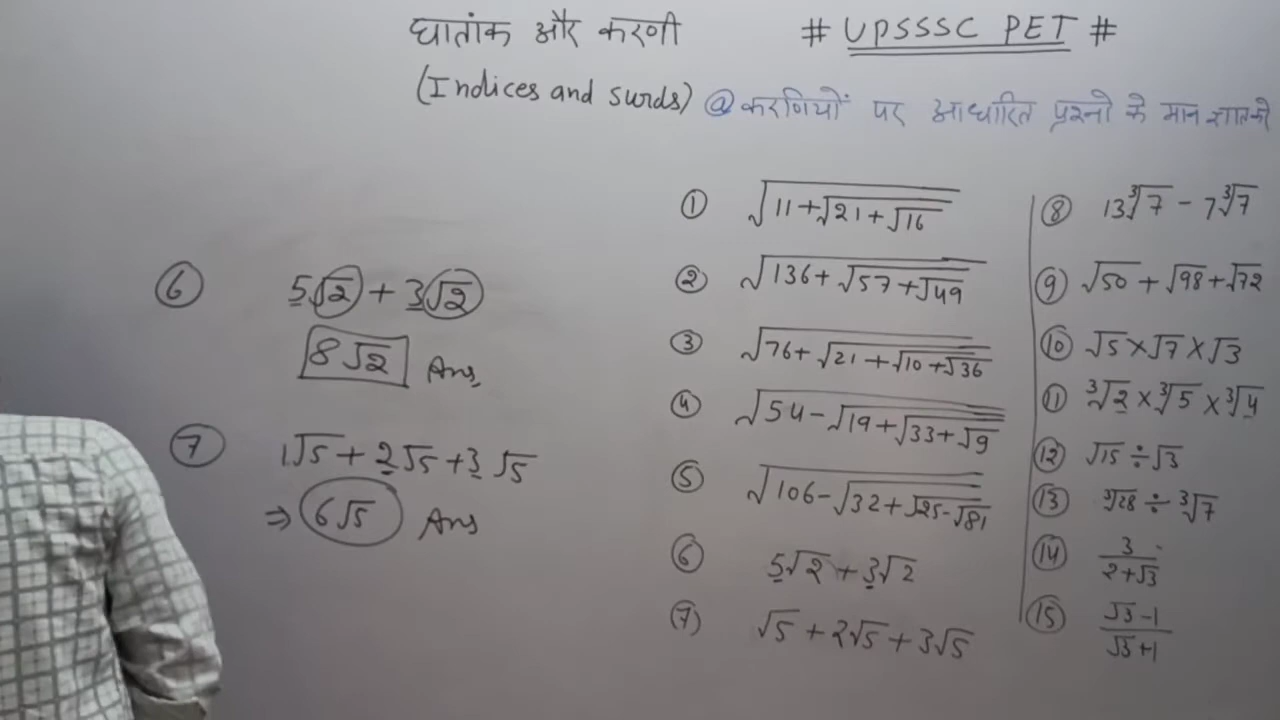 घातांक और करणी # UPSSSC PET #
(Indices and surds) @ करणियों पर आधारित प्रश्नो के मान ज्ञात करो
⑥ 5√2 + 3√2
8√2 Ans,
⑦ 1√5 + 2√5 + 3√5
⇒ 6√5 Ans
① √(11+√(21+√16))
② √(136+√(57+√49))
③ √(76+√(21+√(10+√36)))
④ √(54-√(19+√(33+√9)))
⑤ √(106-√(32+√(25-√81)))
⑥ 5√2 + 3√2
(7) √5 + 2√5 + 3√5
⑧ 13∛7 - 7∛7
⑨ √50 + √98 + √72
⑩ √5 × √7 × √3
⑪ ∛2 × ∛5 × ∛4
⑫ √15 ÷ √3
⑬ ∛28 ÷ ∛7
⑭ 3/(2+√3)
⑮ (√3-1)/(√3+1)